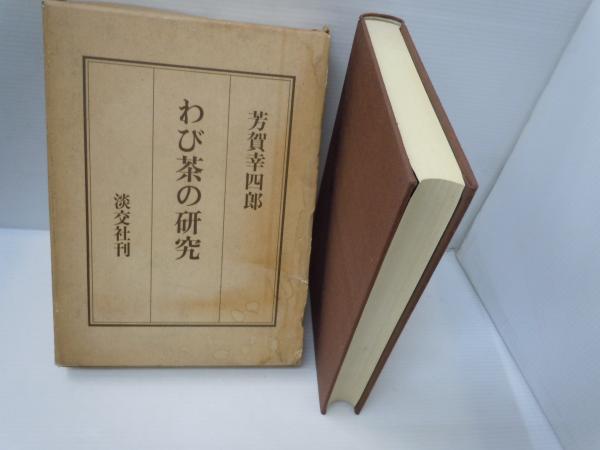 芳賀幸四郎
わび茶の研究
淡交社刊